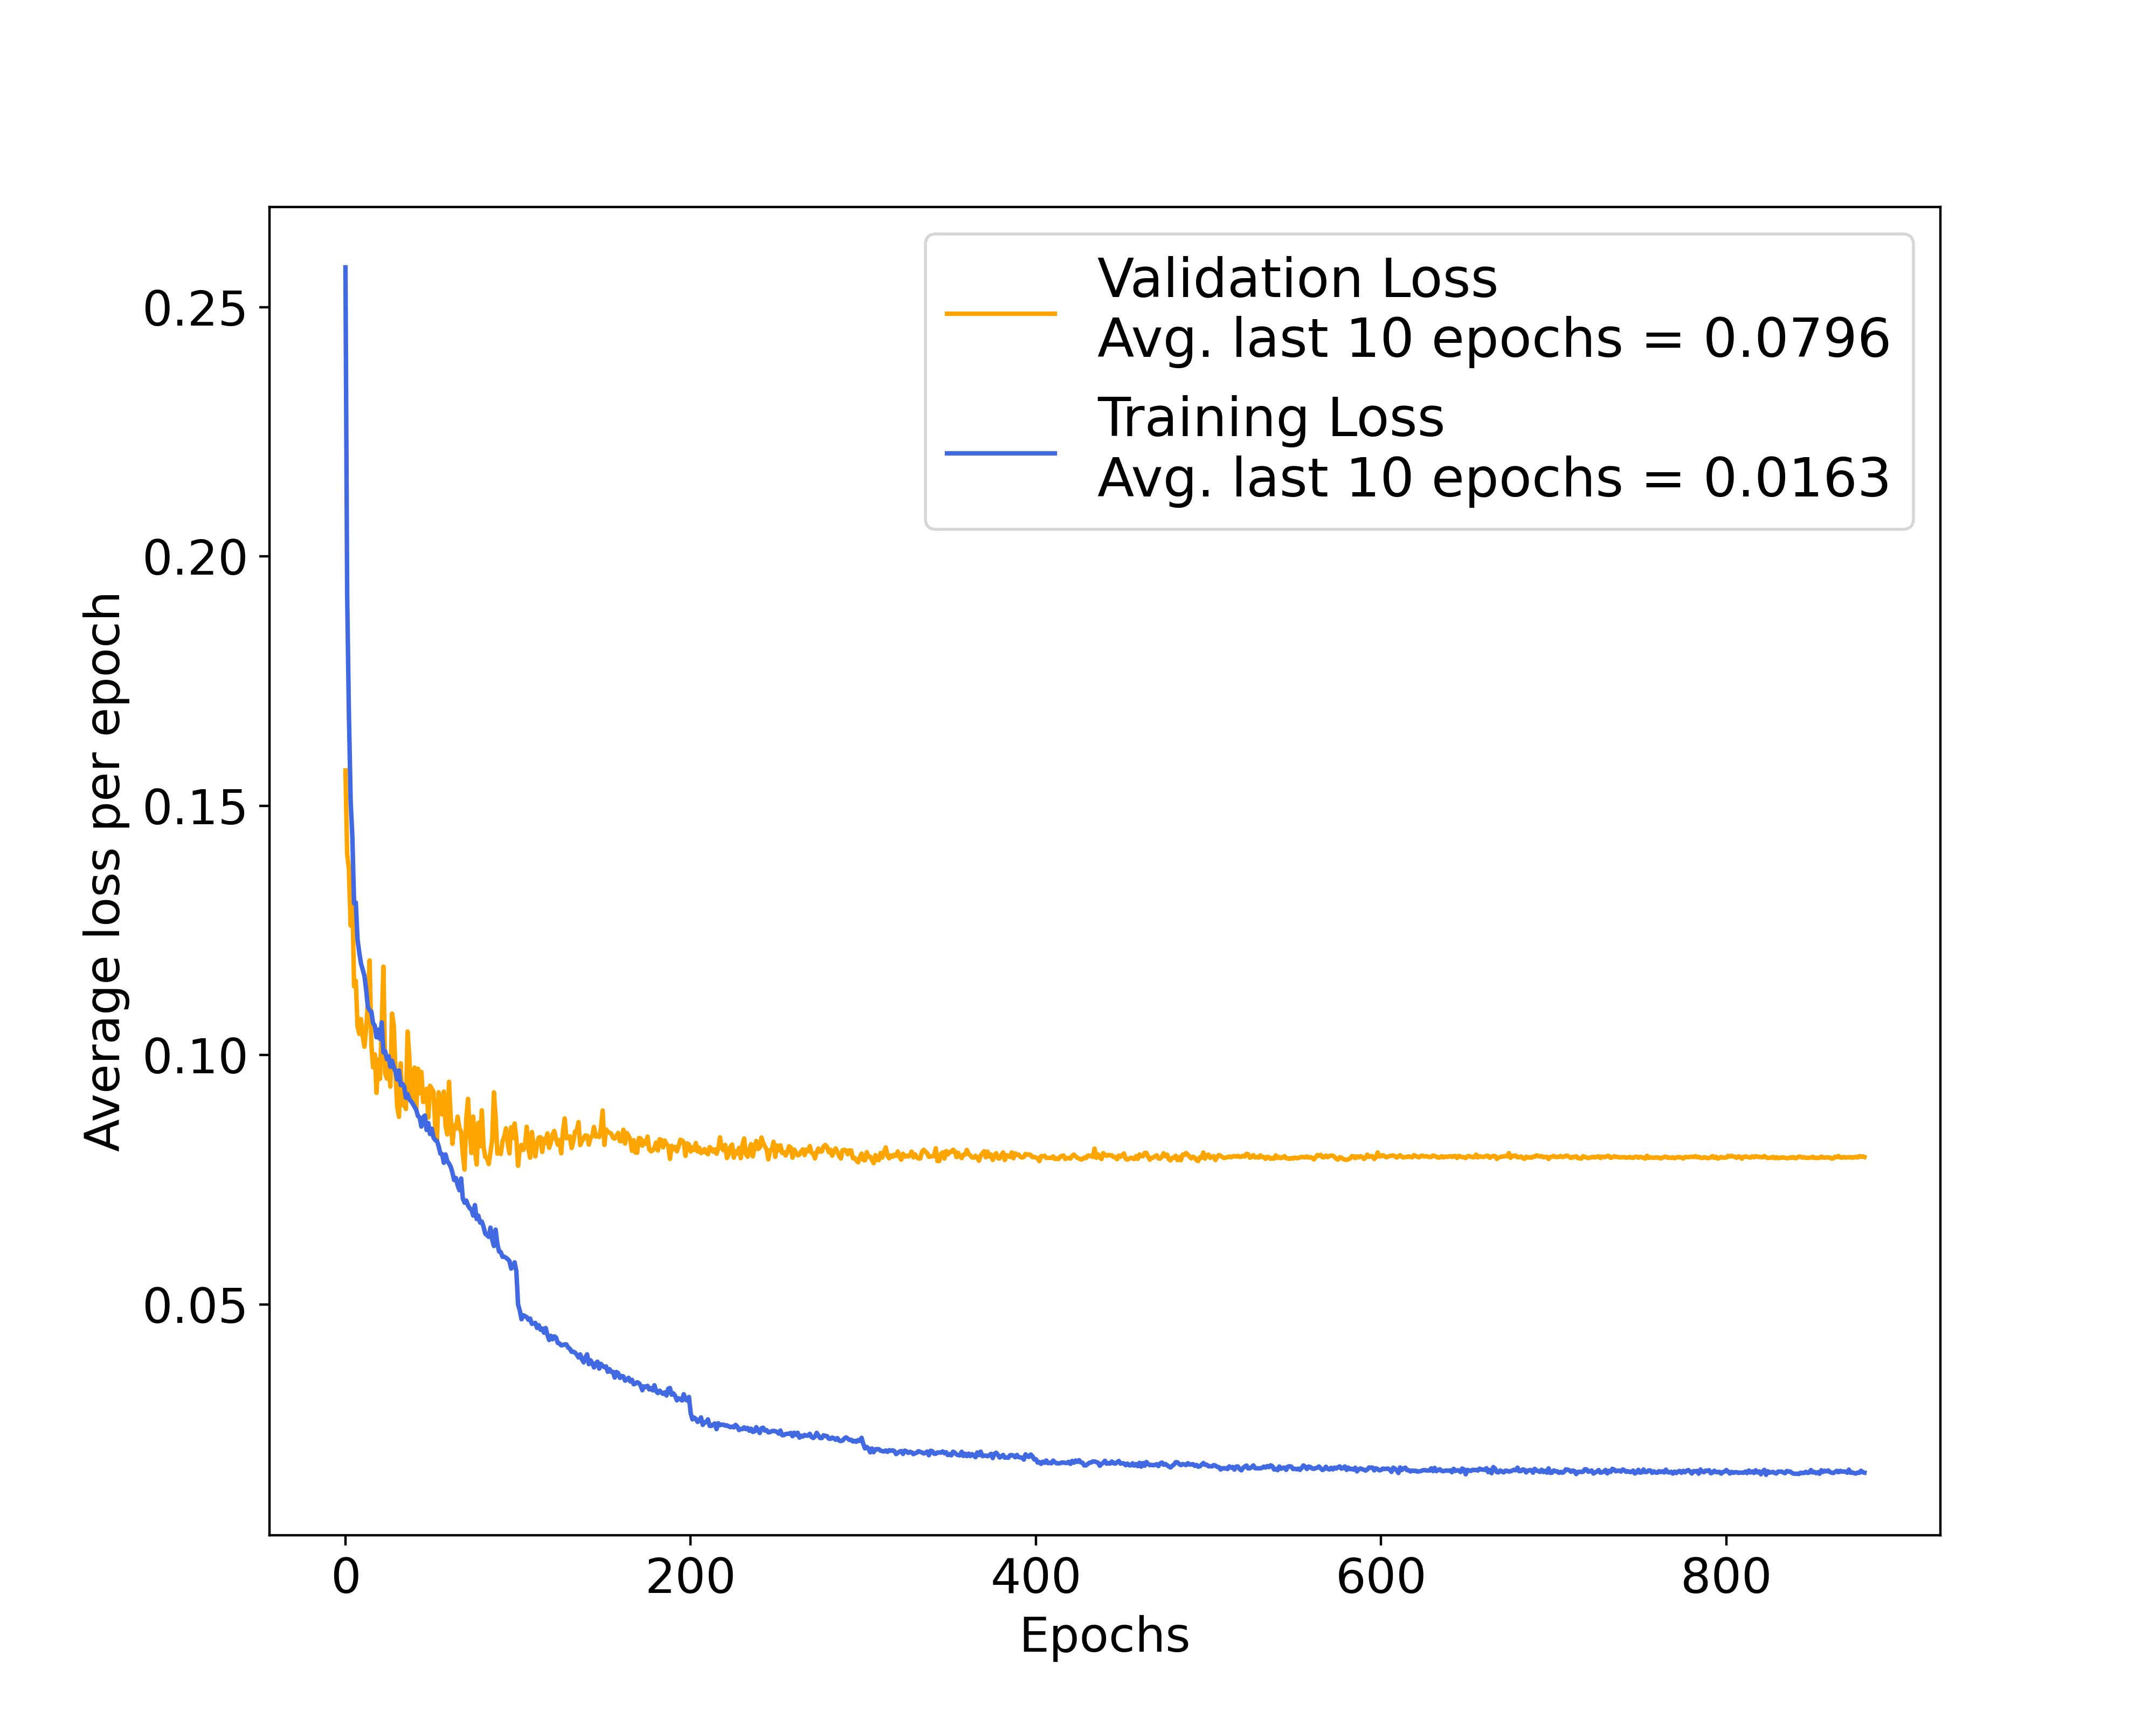 Validation Loss
Avg. last 10 epochs = 0.0796
Training Loss
Avg. last 10 epochs = 0.0163
Average loss per epoch
0.25
0.20
0.15
0.10
0.05
0 200 400 600 800
Epochs